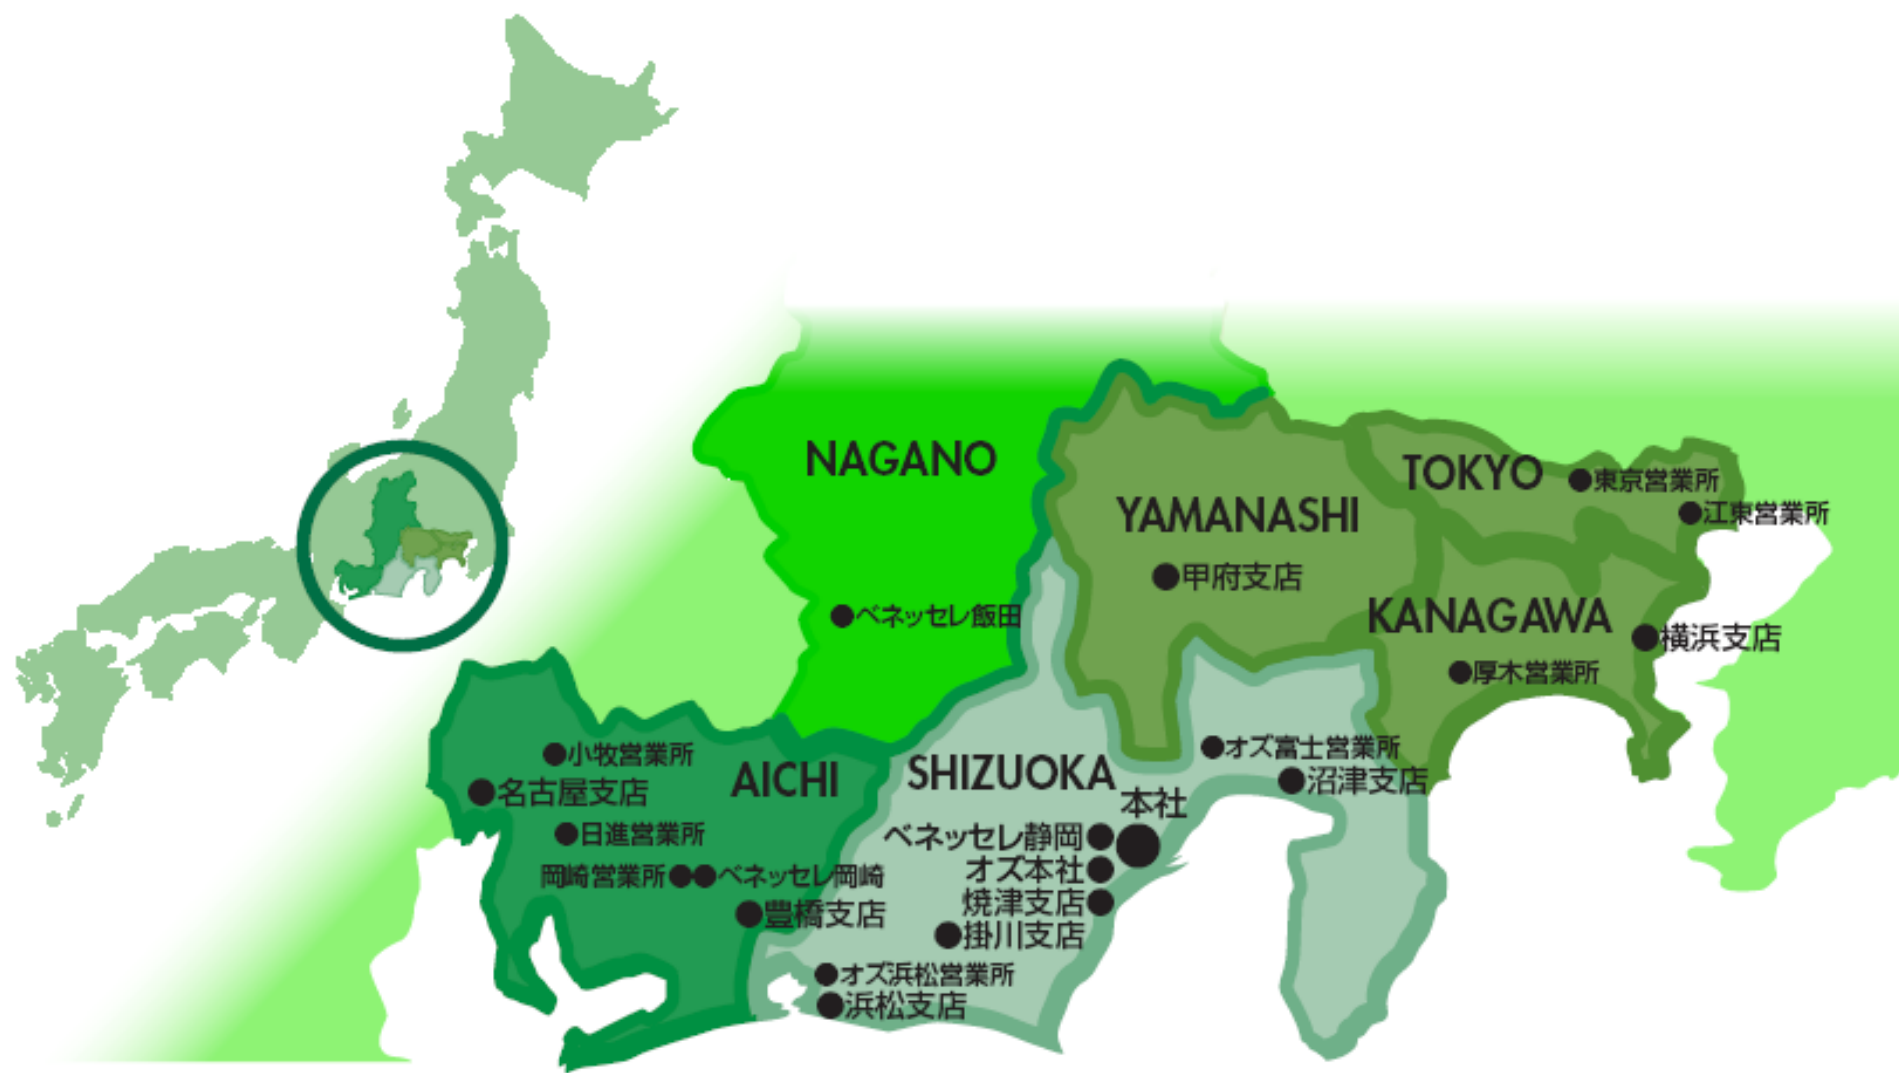 NAGANO
TOKYO
東京営業所
YAMANASHI
江東営業所
甲府支店
ベネッセレ飯田
KANAGAWA
横浜支店
厚木営業所
小牧営業所
AICHI
SHIZUOKA
オズ富士営業所
名古屋支店
沼津支店
本社
日進営業所
ベネッセレ静岡
オズ本社
岡崎営業所
ベネッセレ岡崎
焼津支店
豊橋支店
掛川支店
オズ浜松営業所
浜松支店